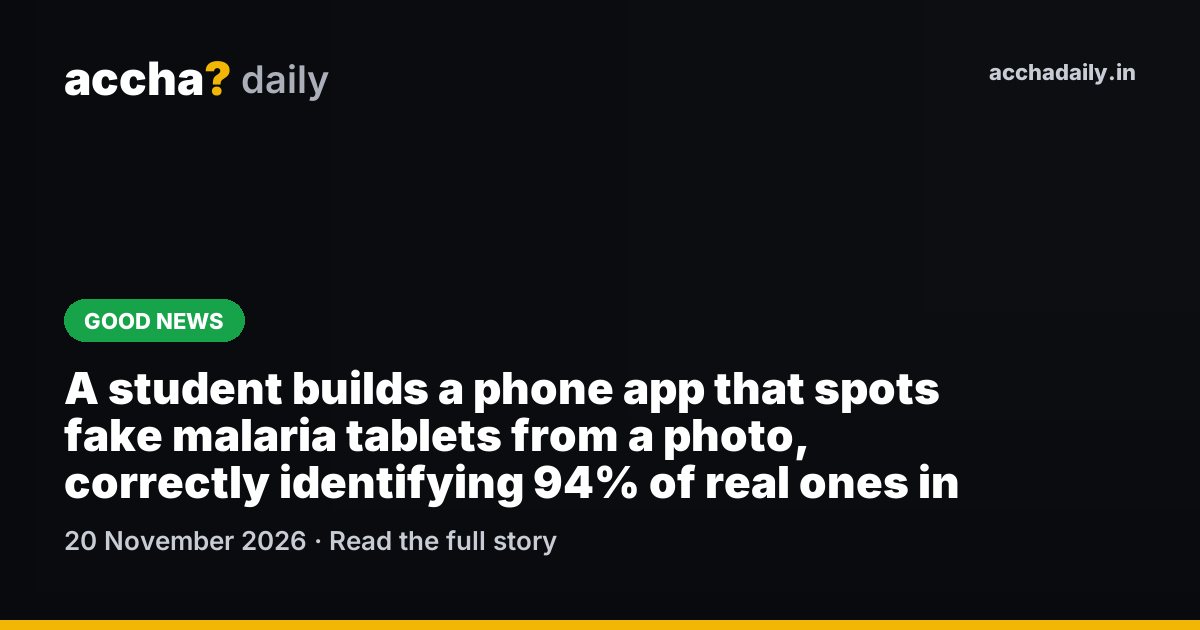 accha? daily
acchadaily.in
GOOD NEWS
A student builds a phone app that spots
fake malaria tablets from a photo,
correctly identifying 94% of real ones in
20 November 2026 · Read the full story